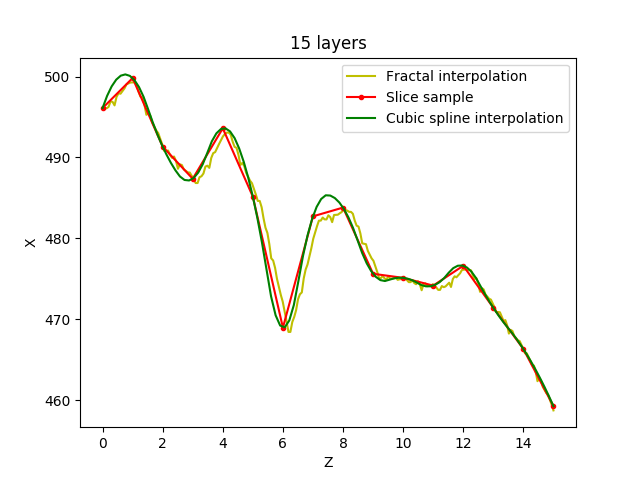 15 layers
Fractal interpolation
Slice sample
Cubic spline interpolation
500
490
480
470
460
X
0 2 4 6 8 10 12 14
Z